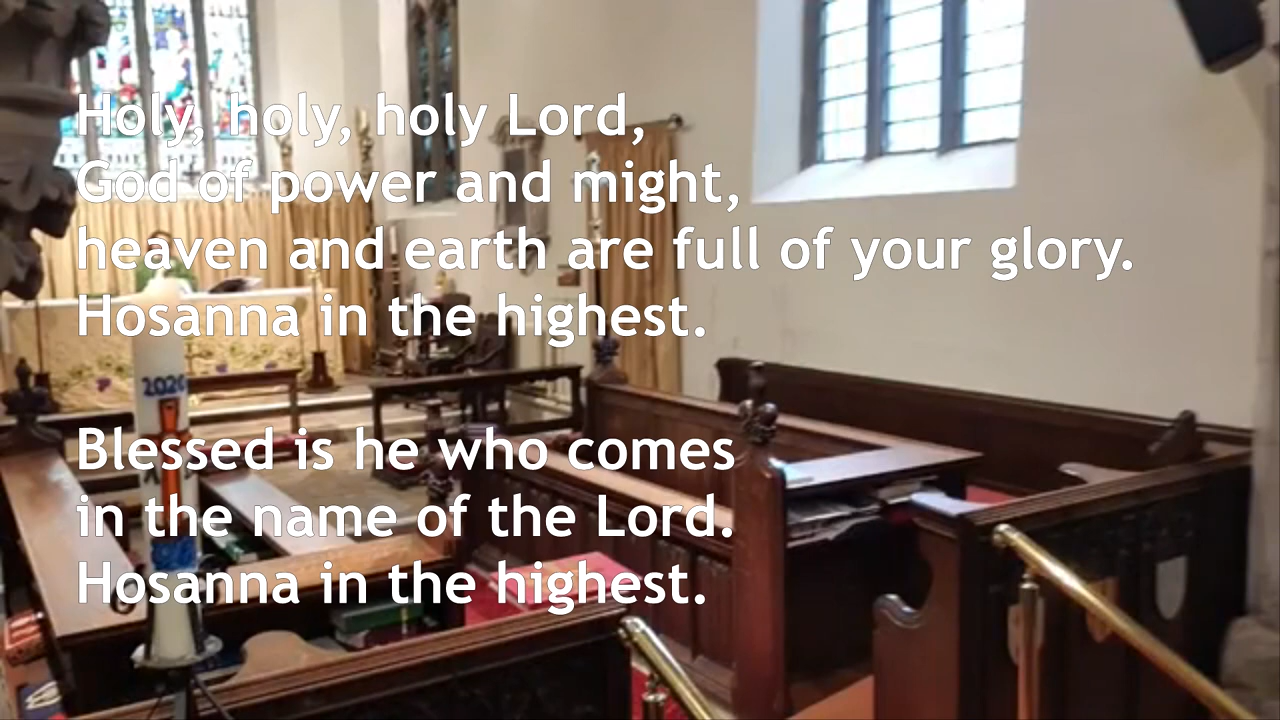 Holy, holy, holy Lord,
God of power and might,
heaven and earth are full of your glory.
Hosanna in the highest.
Blessed is he who comes
in the name of the Lord.
Hosanna in the highest.
2020